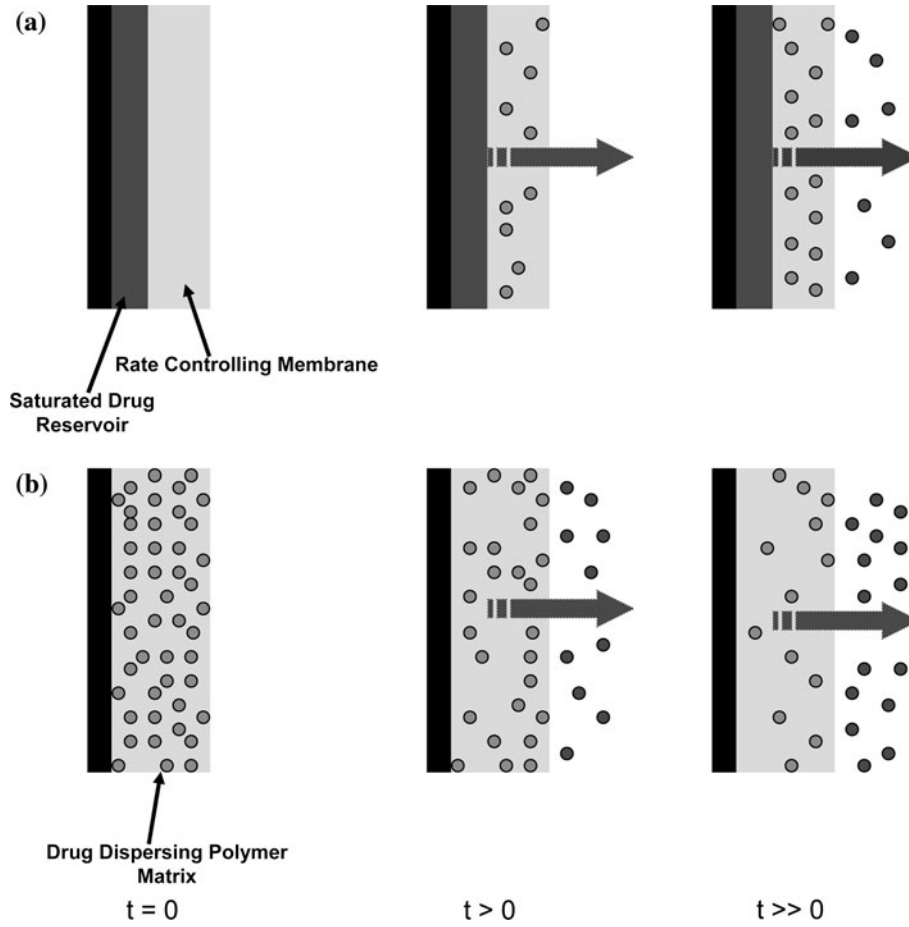 (a)
Rate Controlling Membrane
Saturated Drug
Reservoir
(b)
Drug Dispersing Polymer
Matrix
t = 0
t > 0
t >> 0